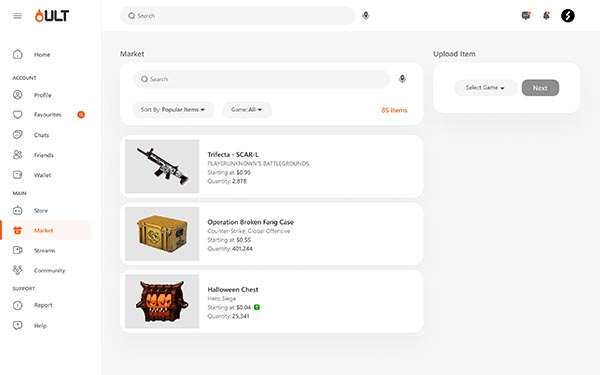 ULT
Search
Home
ACCOUNT
Profile
Favourites
Chats
Friends
Wallet
MAIN
Store
Market
Streams
Community
SUPPORT
Report
Help
Market
Search
Sort By: Popular Items
Game: All
85 items
Trifecta - SCAR-L
PLAYERUNKNOWN'S BATTLEGROUNDS
Starting at $0.95
Quantity: 2,878
Operation Broken Fang Case
Counter-Strike: Global Offensive
Starting at $0.55
Quantity: 401,244
Halloween Chest
Hero Siege
Starting at $0.04
Quantity: 25,341
Upload Item
Select Game
Next